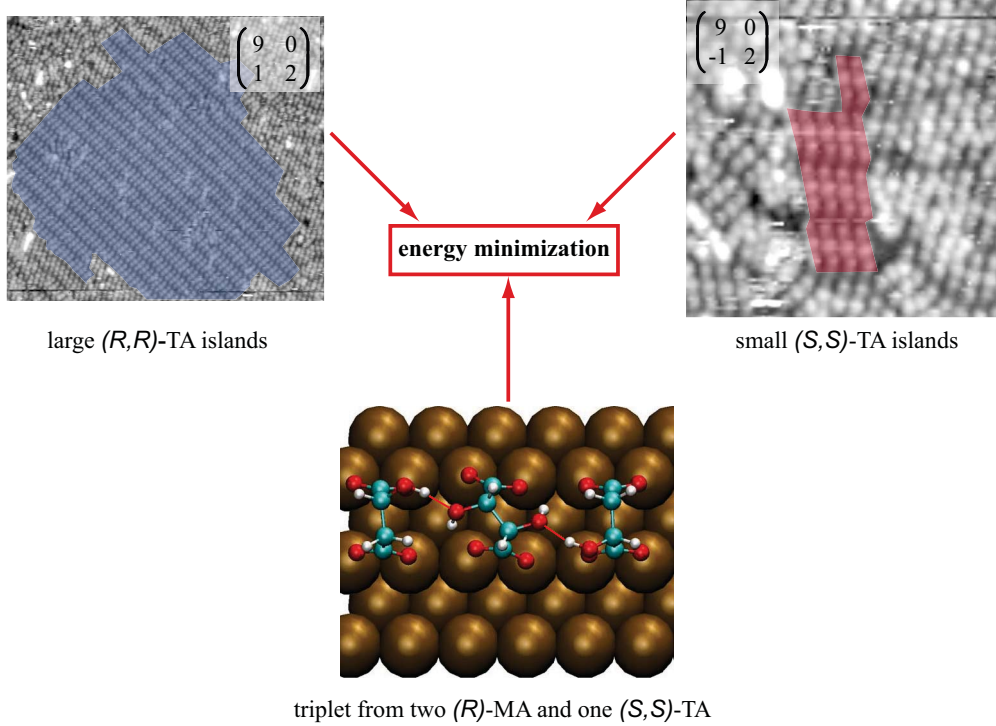 9 0
1 2
9 0
-1 2
energy minimization
large (R,R)-TA islands
small (S,S)-TA islands
triplet from two (R)-MA and one (S,S)-TA